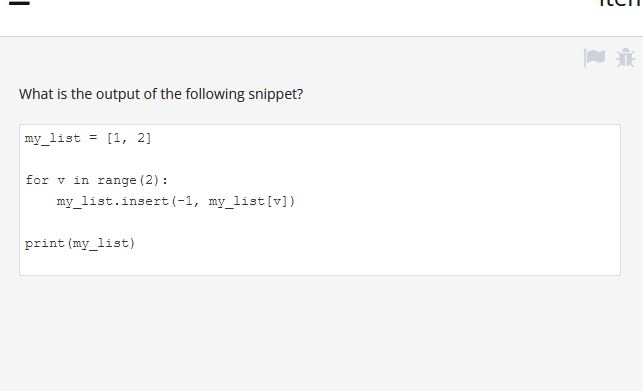 What is the output of the following snippet?
my_list = [1, 2]
for v in range(2):
    my_list.insert(-1, my_list[v])
print(my_list)